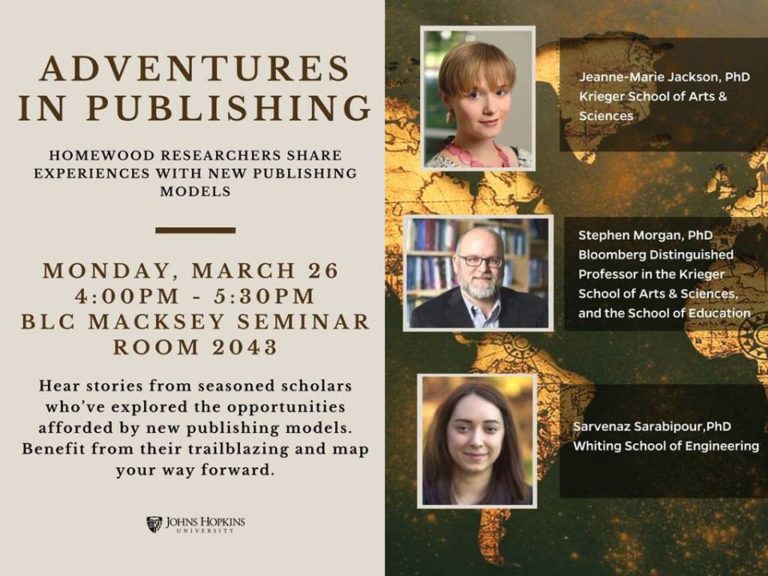 ADVENTURES
IN PUBLISHING
HOMEWOOD RESEARCHERS SHARE
EXPERIENCES WITH NEW PUBLISHING
MODELS
MONDAY, MARCH 26
4:00PM - 5:30PM
BLC MACKSEY SEMINAR
ROOM 2043
Hear stories from seasoned scholars
who've explored the opportunities
afforded by new publishing models.
Benefit from their trailblazing and map
your way forward.
JOHNS HOPKINS
UNIVERSITY
Jeanne-Marie Jackson, PhD
Krieger School of Arts &
Sciences
Stephen Morgan, PhD
Bloomberg Distinguished
Professor in the Krieger
School of Arts & Sciences,
and the School of Education
Sarvenaz Sarabipour,PhD
Whiting School of Engineering